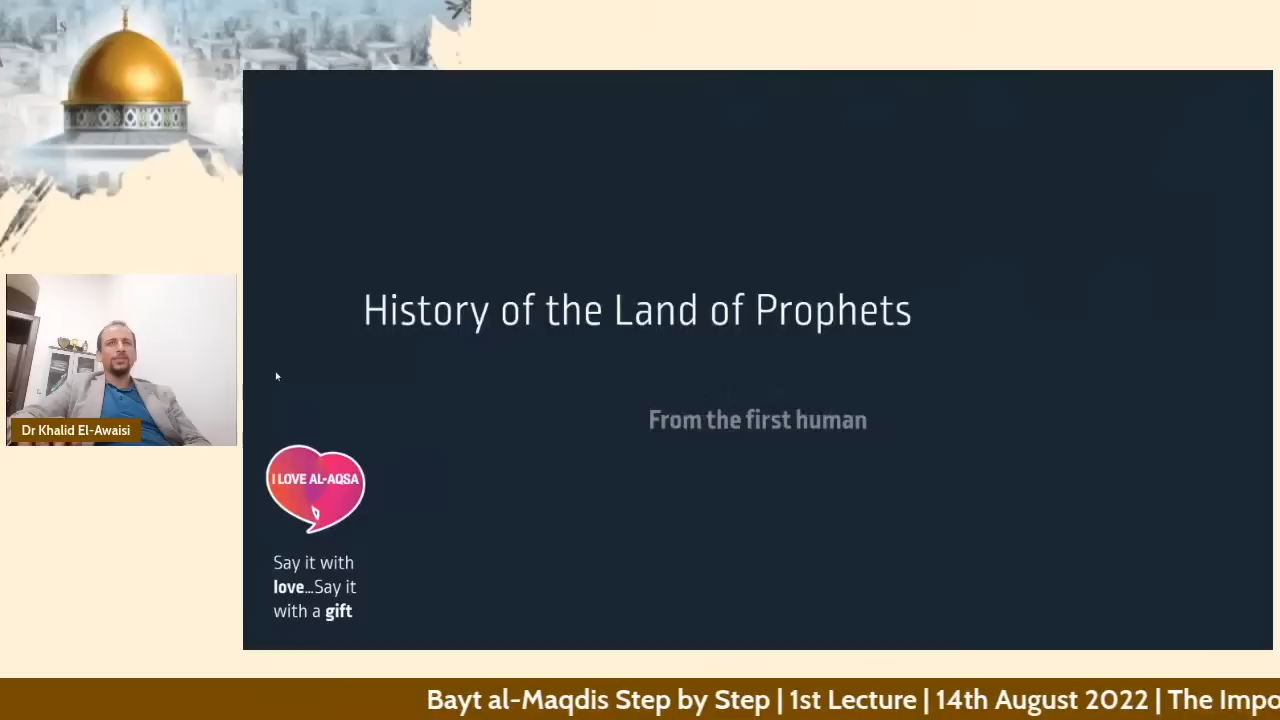 History of the Land of Prophets
From the first human
I LOVE AL-AQSA
Say it with
love...Say it
with a gift
Dr Khalid El-Awaisi
Bayt al-Maqdis Step by Step | 1st Lecture | 14th August 2022 | The Impo